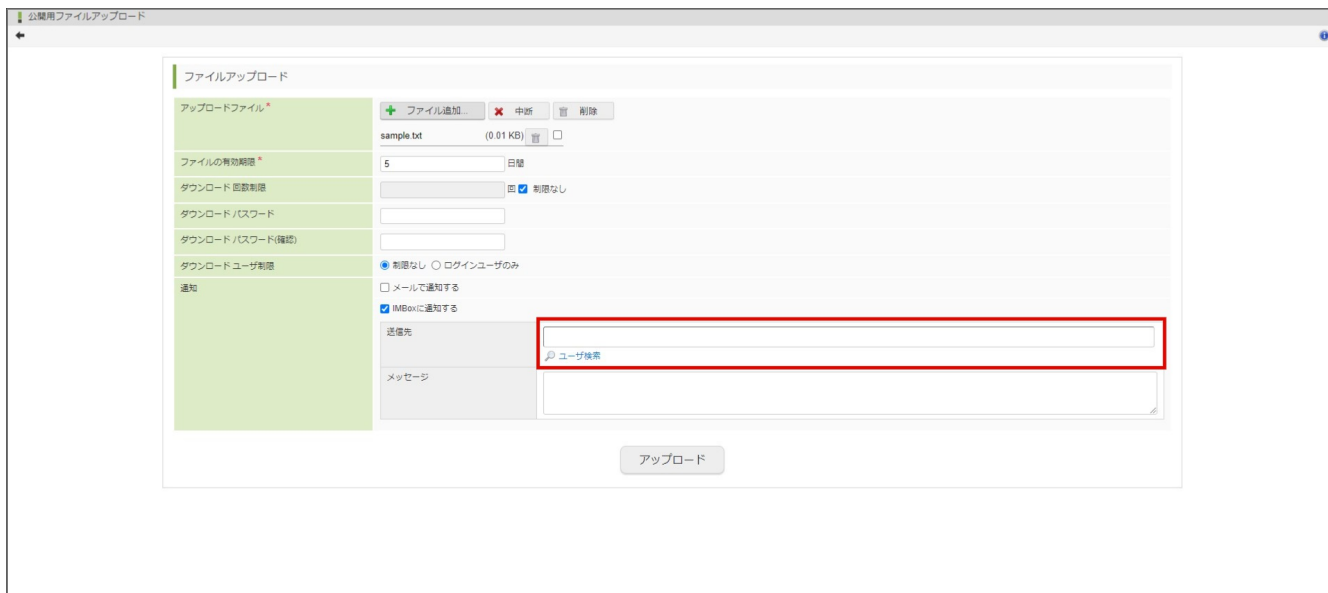 公開用ファイルアップロード
ファイルアップロード
アップロードファイル*
ファイル追加... 中断 削除
sample.txt (0.01 KB)
ファイルの有効期限* 5 日間
ダウンロード 回数制限 回 制限なし
ダウンロード パスワード
ダウンロード パスワード(確認)
ダウンロード ユーザ制限 制限なし ログインユーザのみ
通知 メールで通知する
IMBoxに通知する
送信先
ユーザ検索
メッセージ
アップロード